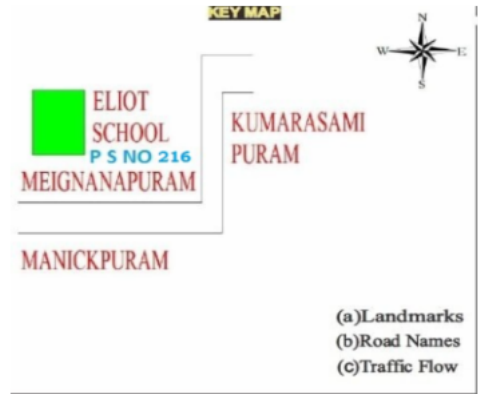 KEY MAP
N
W
E
S
ELIOT
SCHOOL
P S NO 216
MEIGNANAPURAM
KUMARASAMI
PURAM
MANICKPURAM
(a)Landmarks
(b)Road Names
(c)Traffic Flow